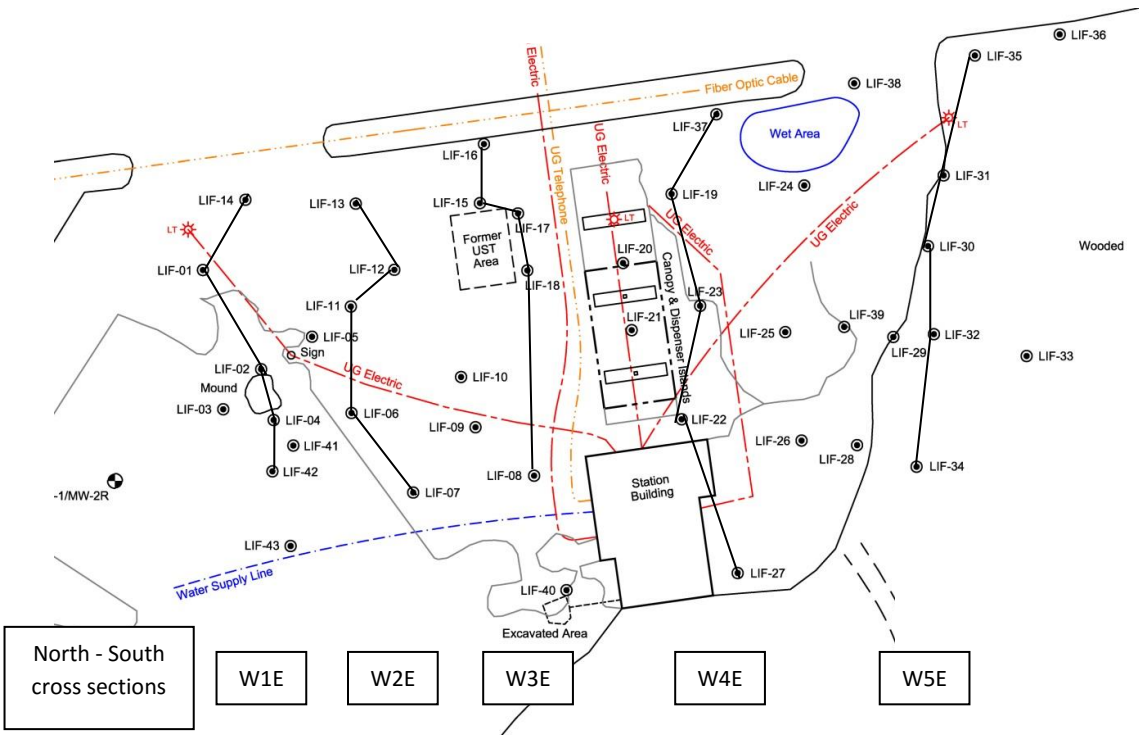 LIF-36
LIF-35
Electric
Fiber Optic Cable
LIF-38
LIF-37
LT
Wet Area
LIF-16
UG Electric
UG Telephone
LIF-31
LIF-24
LIF-19
LIF-14
LIF-13
LIF-15
LIF-17
LT
LT
UG Electric
UG Electric
Former
UST
Area
LIF-30
Wooded
LIF-20
LIF-01
LIF-12
LIF-18
Canopy & Dispenser Islands
LIF-11
LIF-23
LIF-21
LIF-25
LIF-39
LIF-05
Sign
LIF-29
LIF-32
LIF-33
LIF-02
Mound
UG Electric
LIF-10
LIF-03
LIF-04
LIF-06
LIF-09
LIF-22
LIF-41
LIF-26
LIF-28
LIF-42
LIF-34
LIF-08
Station
Building
-1/MW-2R
LIF-07
LIF-43
Water Supply Line
LIF-27
LIF-40
Excavated Area
North - South
cross sections
W1E
W2E
W3E
W4E
W5E